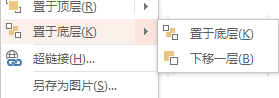 置于顶层(R)
置于底层(K)
超链接(H)...
另存为图片(S)...
置于底层(K)
下移一层(B)